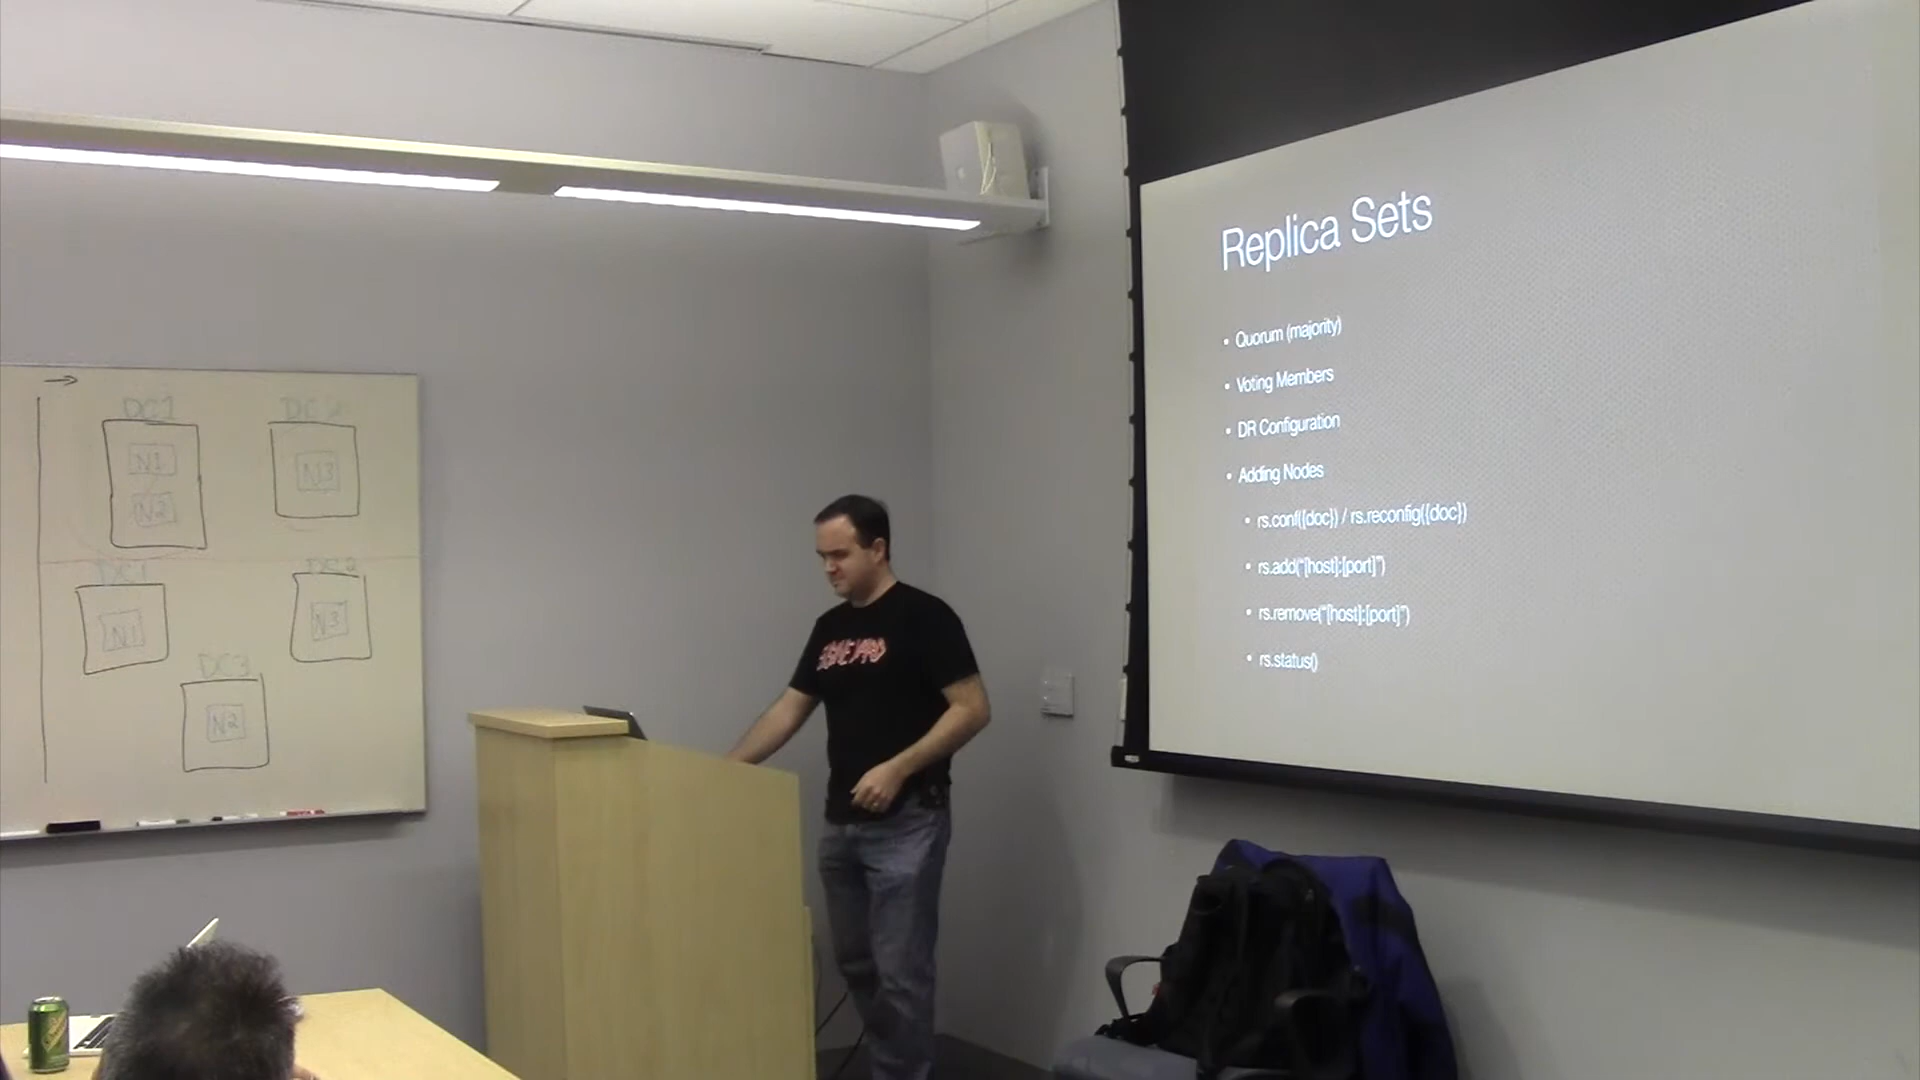 DC1
DC2
N1
N3
N2
DC1
DC2
N1
N3
DC3
N2
Replica Sets
• Quorum (majority)
• Voting Members
• DR Configuration
• Adding Nodes
• rs.conf({doc}) / rs.reconfig({doc})
• rs.add("[host]:[port]")
• rs.remove("[host]:[port]")
• rs.status()